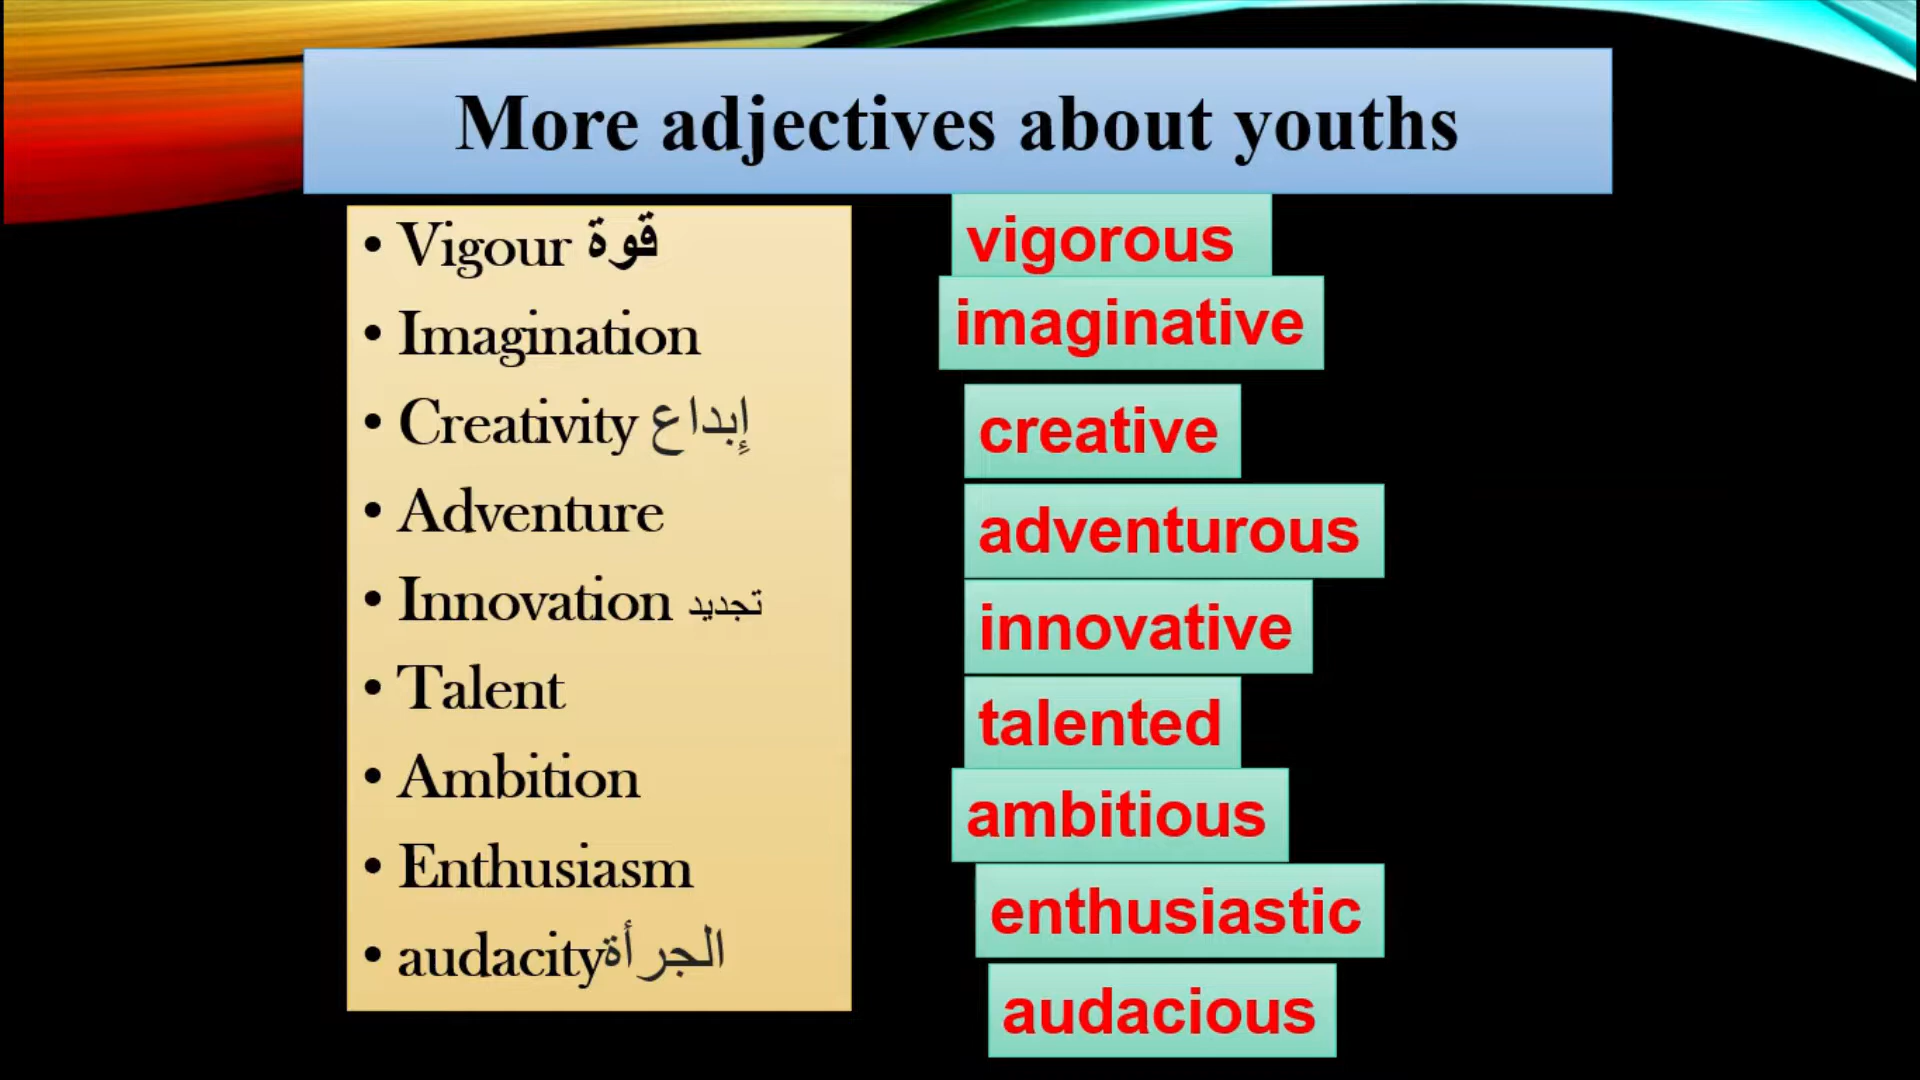 More adjectives about youths
• Vigour قوة
• Imagination
• Creativity إبداع
• Adventure
• Innovation تجديد
• Talent
• Ambition
• Enthusiasm
• audacityالجرأة
vigorous
imaginative
creative
adventurous
innovative
talented
ambitious
enthusiastic
audacious